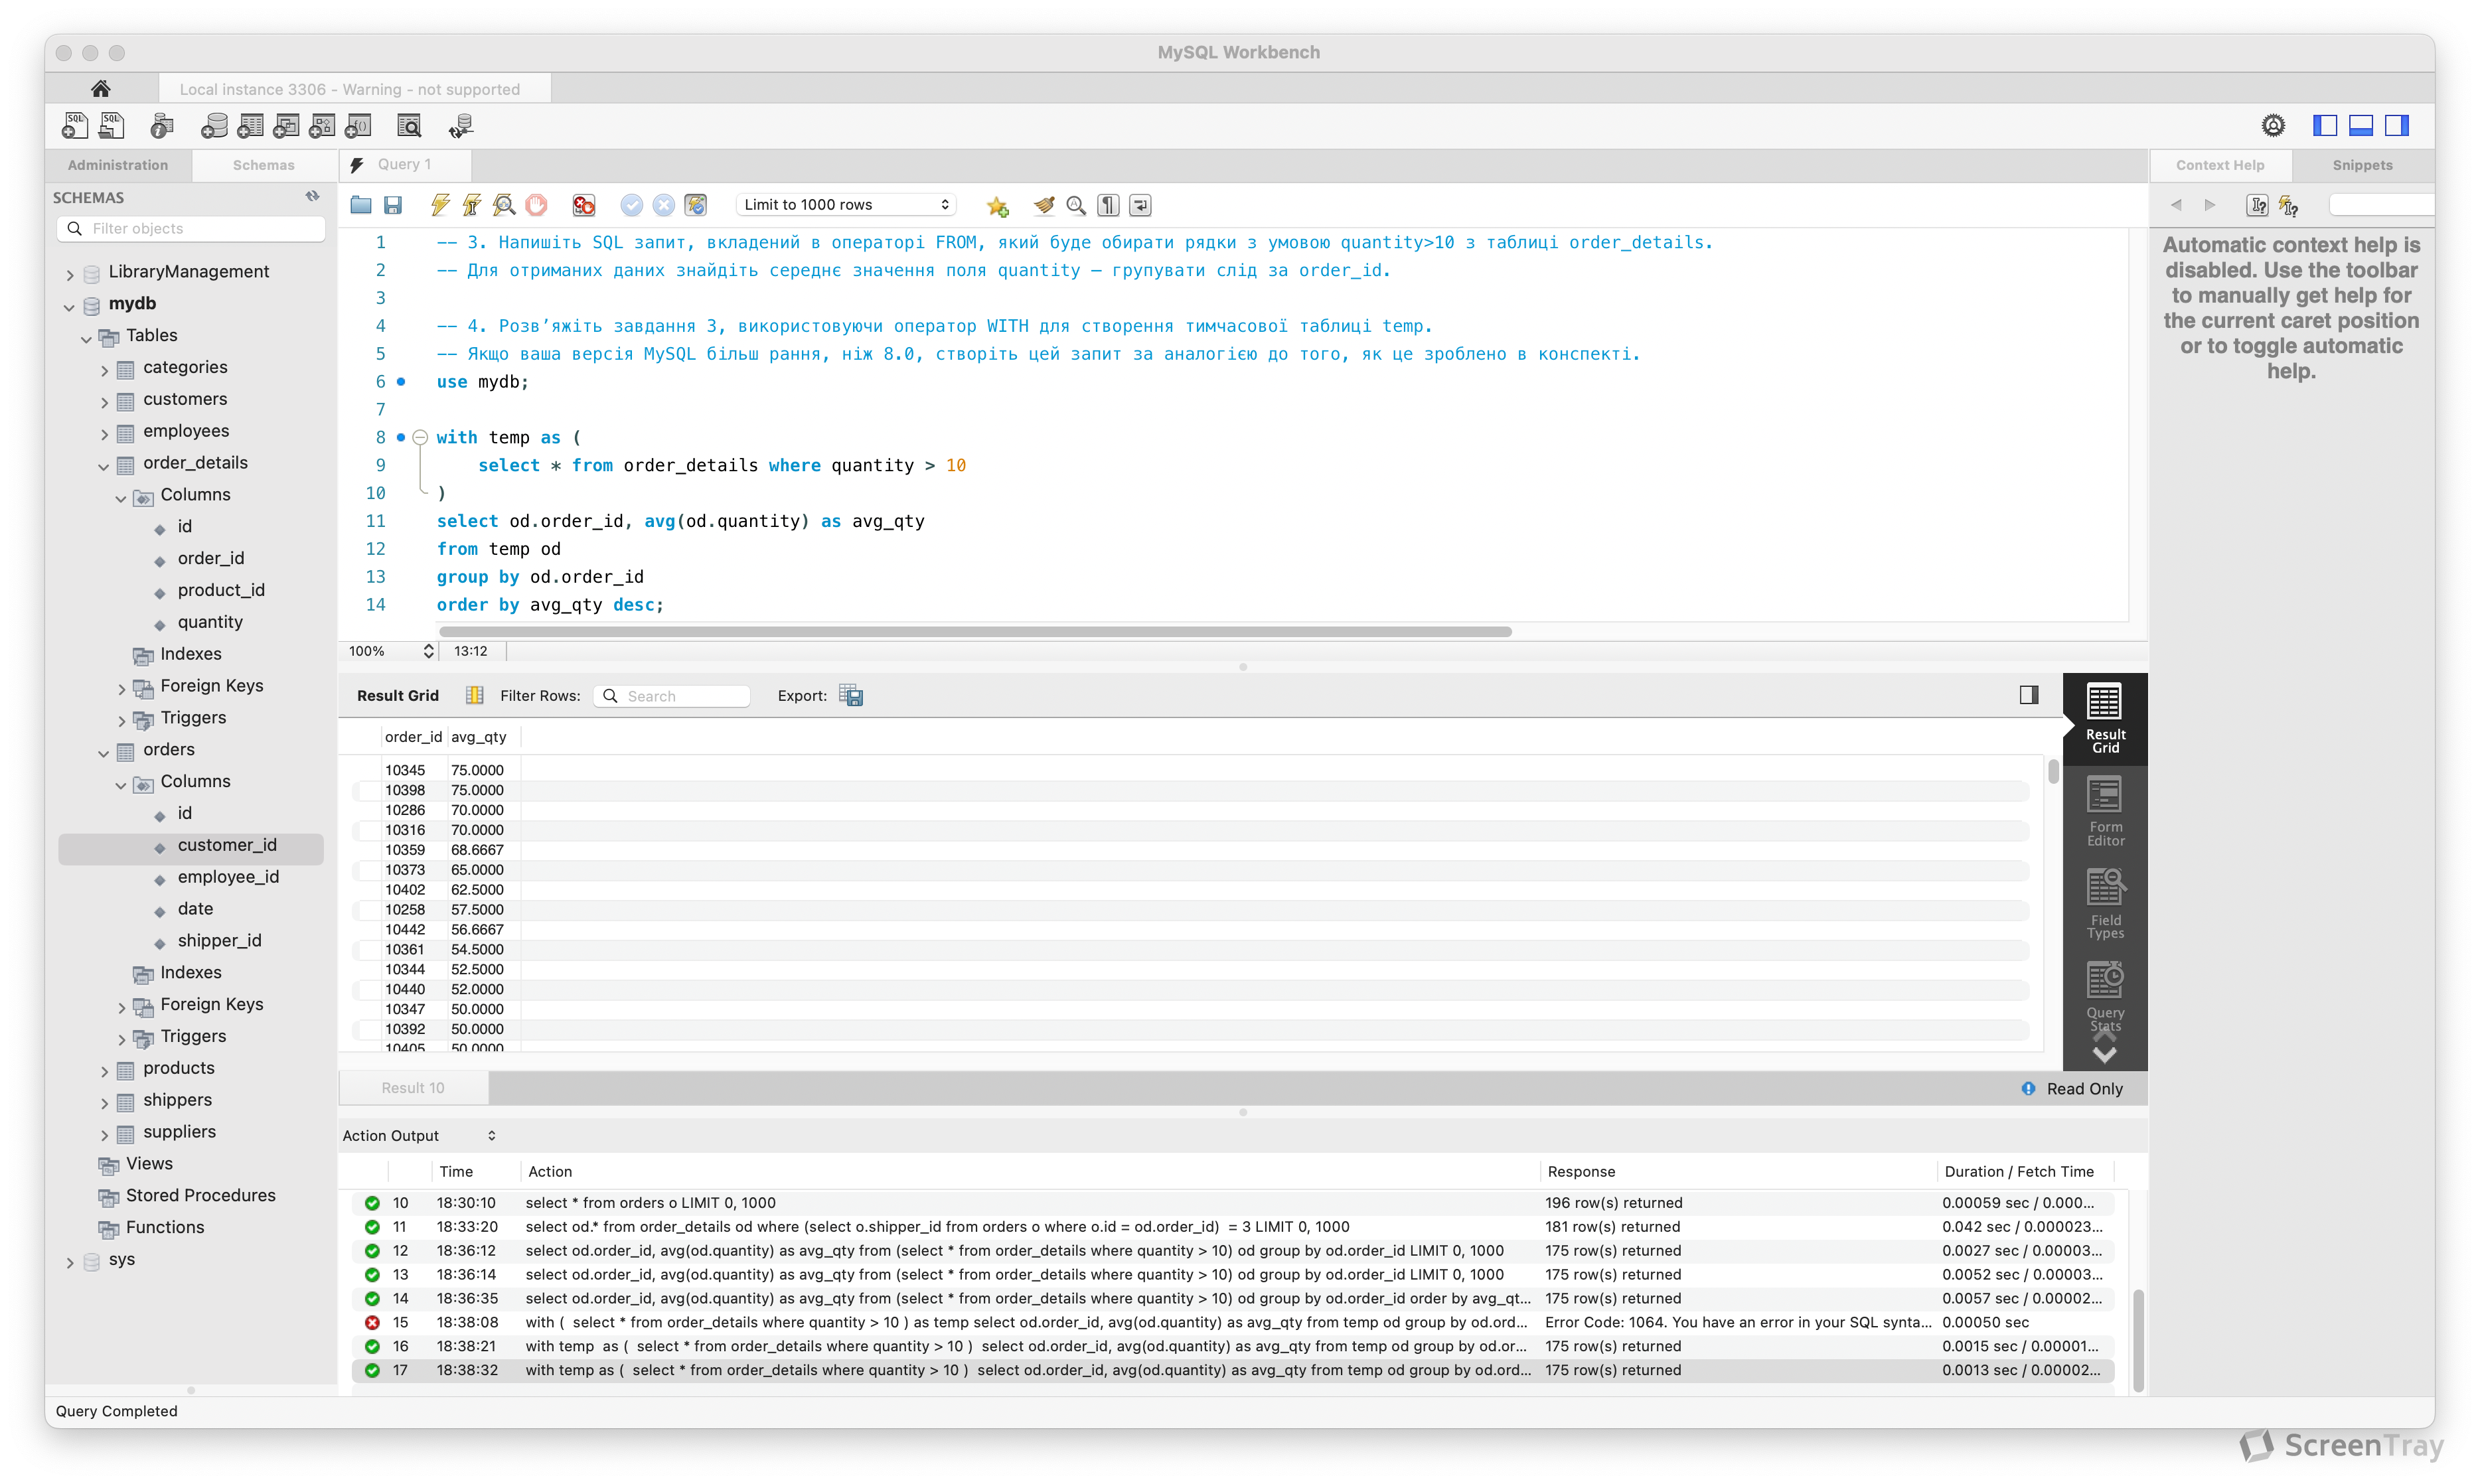 MySQL Workbench
Local instance 3306 - Warning - not supported
Administration
Schemas
Query 1
Context Help
Snippets
SCHEMAS
Filter objects
LibraryManagement
mydb
Tables
categories
customers
employees
order_details
Columns
id
order_id
product_id
quantity
Indexes
Foreign Keys
Triggers
orders
Columns
id
customer_id
employee_id
date
shipper_id
Indexes
Foreign Keys
Triggers
products
shippers
suppliers
Views
Stored Procedures
Functions
sys
Limit to 1000 rows
1 -- 3. Напишіть SQL запит, вкладений в операторі FROM, який буде обирати рядки з умовою quantity>10 з таблиці order_details.
2 -- Для отриманих даних знайдіть середнє значення поля quantity — групувати слід за order_id.
3
4 -- 4. Розв’яжіть завдання 3, використовуючи оператор WITH для створення тимчасової таблиці temp.
5 -- Якщо ваша версія MySQL більш рання, ніж 8.0, створіть цей запит за аналогією до того, як це зроблено в конспекті.
6 use mydb;
7
8 with temp as (
9 select * from order_details where quantity > 10
10 )
11 select od.order_id, avg(od.quantity) as avg_qty
12 from temp od
13 group by od.order_id
14 order by avg_qty desc;
100% 13:12
Automatic context help is
disabled. Use the toolbar
to manually get help for
the current caret position
or to toggle automatic
help.
Result Grid Filter Rows: Search Export:
order_id avg_qty
10345 75.0000
10398 75.0000
10286 70.0000
10316 70.0000
10359 68.6667
10373 65.0000
10402 62.5000
10258 57.5000
10442 56.6667
10361 54.5000
10344 52.5000
10440 52.0000
10347 50.0000
10392 50.0000
10405 50.0000
Result
Grid
Form
Editor
Field
Types
Query
Stats
Result 10
Read Only
Action Output
Time Action Response Duration / Fetch Time
10 18:30:10 select * from orders o LIMIT 0, 1000 196 row(s) returned 0.00059 sec / 0.000...
11 18:33:20 select od.* from order_details od where (select o.shipper_id from orders o where o.id = od.order_id) = 3 LIMIT 0, 1000 181 row(s) returned 0.042 sec / 0.000023...
12 18:36:12 select od.order_id, avg(od.quantity) as avg_qty from (select * from order_details where quantity > 10) od group by od.order_id LIMIT 0, 1000 175 row(s) returned 0.0027 sec / 0.00003...
13 18:36:14 select od.order_id, avg(od.quantity) as avg_qty from (select * from order_details where quantity > 10) od group by od.order_id LIMIT 0, 1000 175 row(s) returned 0.0052 sec / 0.00003...
14 18:36:35 select od.order_id, avg(od.quantity) as avg_qty from (select * from order_details where quantity > 10) od group by od.order_id order by avg_qt... 175 row(s) returned 0.0057 sec / 0.00002...
15 18:38:08 with ( select * from order_details where quantity > 10 ) as temp select od.order_id, avg(od.quantity) as avg_qty from temp od group by od.ord... Error Code: 1064. You have an error in your SQL synta... 0.00050 sec
16 18:38:21 with temp as ( select * from order_details where quantity > 10 ) select od.order_id, avg(od.quantity) as avg_qty from temp od group by od.or... 175 row(s) returned 0.0015 sec / 0.00001...
17 18:38:32 with temp as ( select * from order_details where quantity > 10 ) select od.order_id, avg(od.quantity) as avg_qty from temp od group by od.ord... 175 row(s) returned 0.0013 sec / 0.00002...
Query Completed
ScreenTray